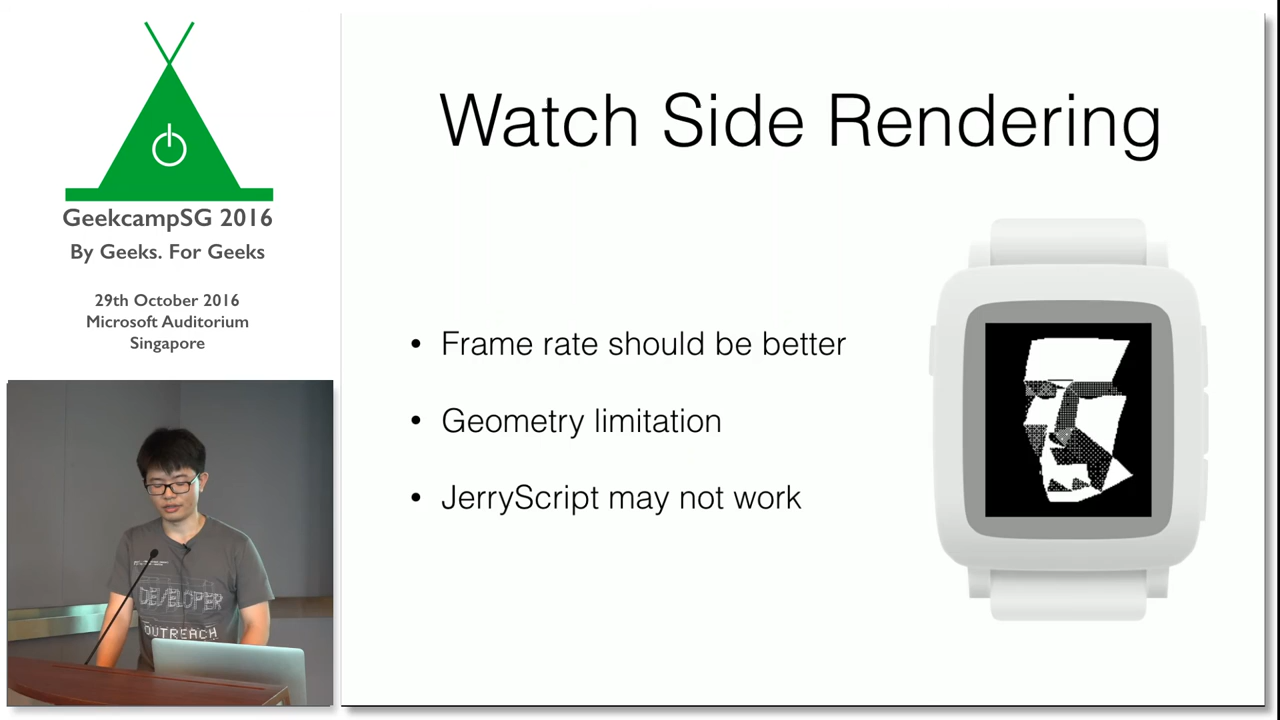 GeekcampSG 2016
By Geeks. For Geeks
29th October 2016
Microsoft Auditorium
Singapore
Watch Side Rendering
• Frame rate should be better
• Geometry limitation
• JerryScript may not work
DEVELOPER
OUTREACH